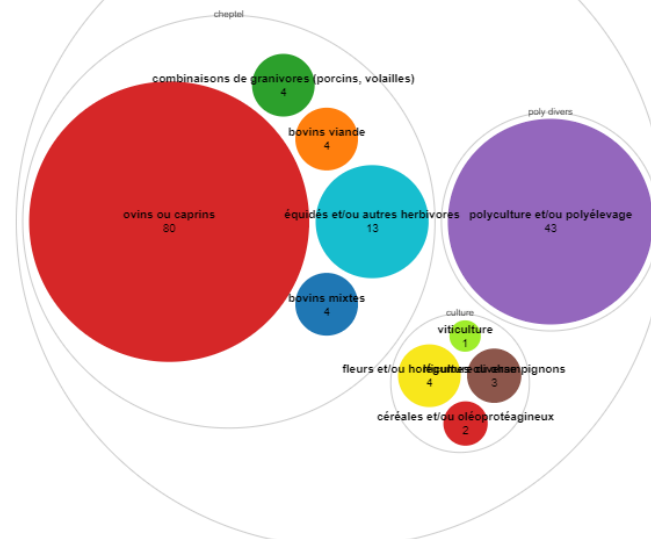 cheptel
combinaisons de granivores (porcins, volailles)
4
bovins viande
4
poly divers
ovins ou caprins
80
équidés et/ou autres herbivores
13
polyculture et/ou polyélevage
43
bovins mixtes
4
culture
viticulture
1
fleurs et/ou
4
champignons
3
céréales et/ou oléoprotéagineux
2